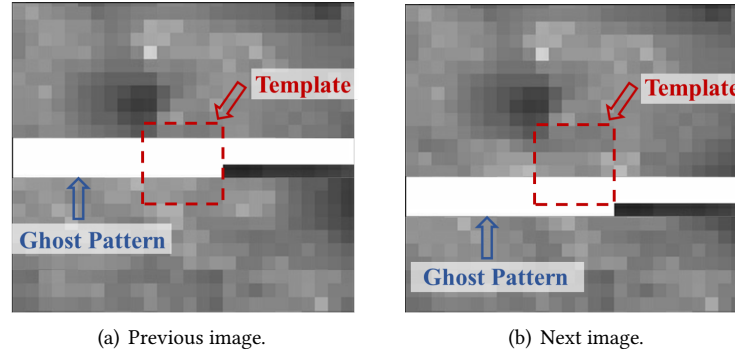 Template
Ghost Pattern
(a) Previous image.
Template
Ghost Pattern
(b) Next image.